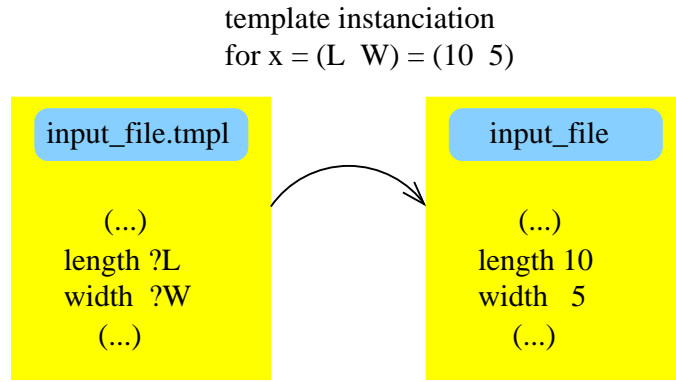 template instanciation
for x = (L W) = (10 5)
input_file.tmpl
(...)
length ?L
width ?W
(...)
input_file
(...)
length 10
width 5
(...)